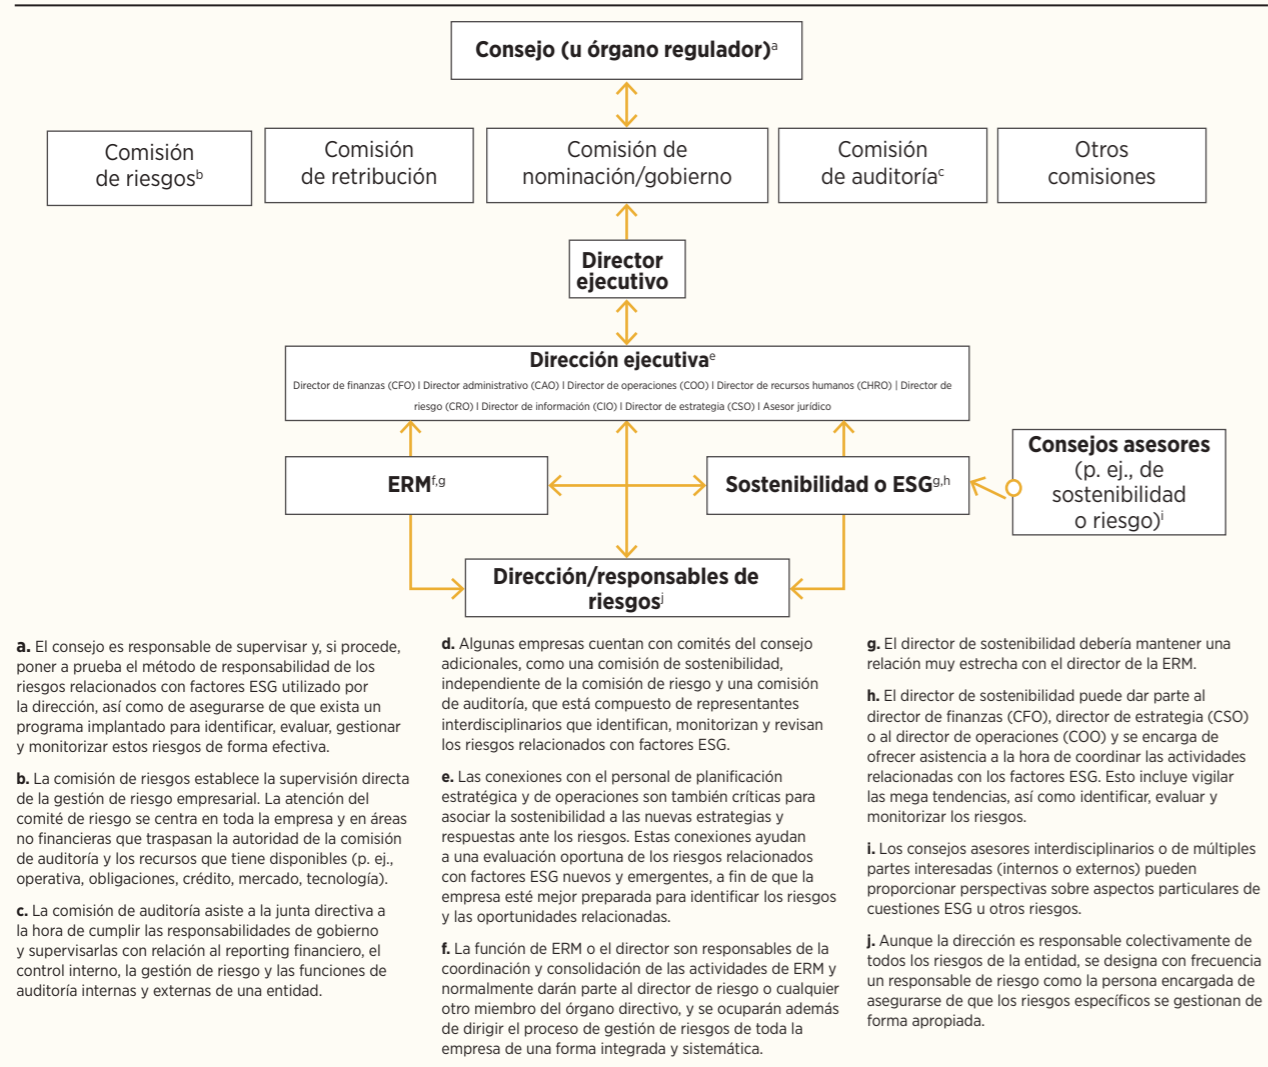 Consejo (u órgano regulador)a
Comisión
de riesgosb
Comisión
de retribución
Comisión de
nominación/gobierno
Comisión
de auditoríac
Otros
comisiones
Director
ejecutivo
Dirección ejecutivae
Director de finanzas (CFO) I Director administrativo (CAO) I Director de operaciones (COO) I Director de recursos humanos (CHRO) | Director de
riesgo (CRO) I Director de información (CIO) I Director de estrategia (CSO) I Asesor jurídico
ERMf,g
Sostenibilidad o ESGg,h
Consejos asesores
(p. ej., de
sostenibilidad
o riesgo)i
Dirección/responsables de
riesgosj
a. El consejo es responsable de supervisar y, si procede,
poner a prueba el método de responsabilidad de los
riesgos relacionados con factores ESG utilizado por
la dirección, así como de asegurarse de que exista un
programa implantado para identificar, evaluar, gestionar
y monitorizar estos riesgos de forma efectiva.
b. La comisión de riesgos establece la supervisión directa
de la gestión de riesgo empresarial. La atención del
comité de riesgo se centra en toda la empresa y en áreas
no financieras que traspasan la autoridad de la comisión
de auditoría y los recursos que tiene disponibles (p. ej.,
operativa, obligaciones, crédito, mercado, tecnología).
c. La comisión de auditoría asiste a la junta directiva a
la hora de cumplir las responsabilidades de gobierno
y supervisarlas con relación al reporting financiero, el
control interno, la gestión de riesgo y las funciones de
auditoría internas y externas de una entidad.
d. Algunas empresas cuentan con comités del consejo
adicionales, como una comisión de sostenibilidad,
independiente de la comisión de riesgo y una comisión
de auditoría, que está compuesto de representantes
interdisciplinarios que identifican, monitorizan y revisan
los riesgos relacionados con factores ESG.
e. Las conexiones con el personal de planificación
estratégica y de operaciones son también críticas para
asociar la sostenibilidad a las nuevas estrategias y
respuestas ante los riesgos. Estas conexiones ayudan
a una evaluación oportuna de los riesgos relacionados
con factores ESG nuevos y emergentes, a fin de que la
empresa esté mejor preparada para identificar los riesgos
y las oportunidades relacionadas.
f. La función de ERM o el director son responsables de la
coordinación y consolidación de las actividades de ERM y
normalmente darán parte al director de riesgo o cualquier
otro miembro del órgano directivo, y se ocuparán además
de dirigir el proceso de gestión de riesgos de toda la
empresa de una forma integrada y sistemática.
g. El director de sostenibilidad debería mantener una
relación muy estrecha con el director de la ERM.
h. El director de sostenibilidad puede dar parte al
director de finanzas (CFO), director de estrategia (CSO)
o al director de operaciones (COO) y se encarga de
ofrecer asistencia a la hora de coordinar las actividades
relacionadas con los factores ESG. Esto incluye vigilar
las mega tendencias, así como identificar, evaluar y
monitorizar los riesgos.
i. Los consejos asesores interdisciplinarios o de múltiples
partes interesadas (internos o externos) pueden
proporcionar perspectivas sobre aspectos particulares de
cuestiones ESG u otros riesgos.
j. Aunque la dirección es responsable colectivamente de
todos los riesgos de la entidad, se designa con frecuencia
un responsable de riesgo como la persona encargada de
asegurarse de que los riesgos específicos se gestionan de
forma apropiada.